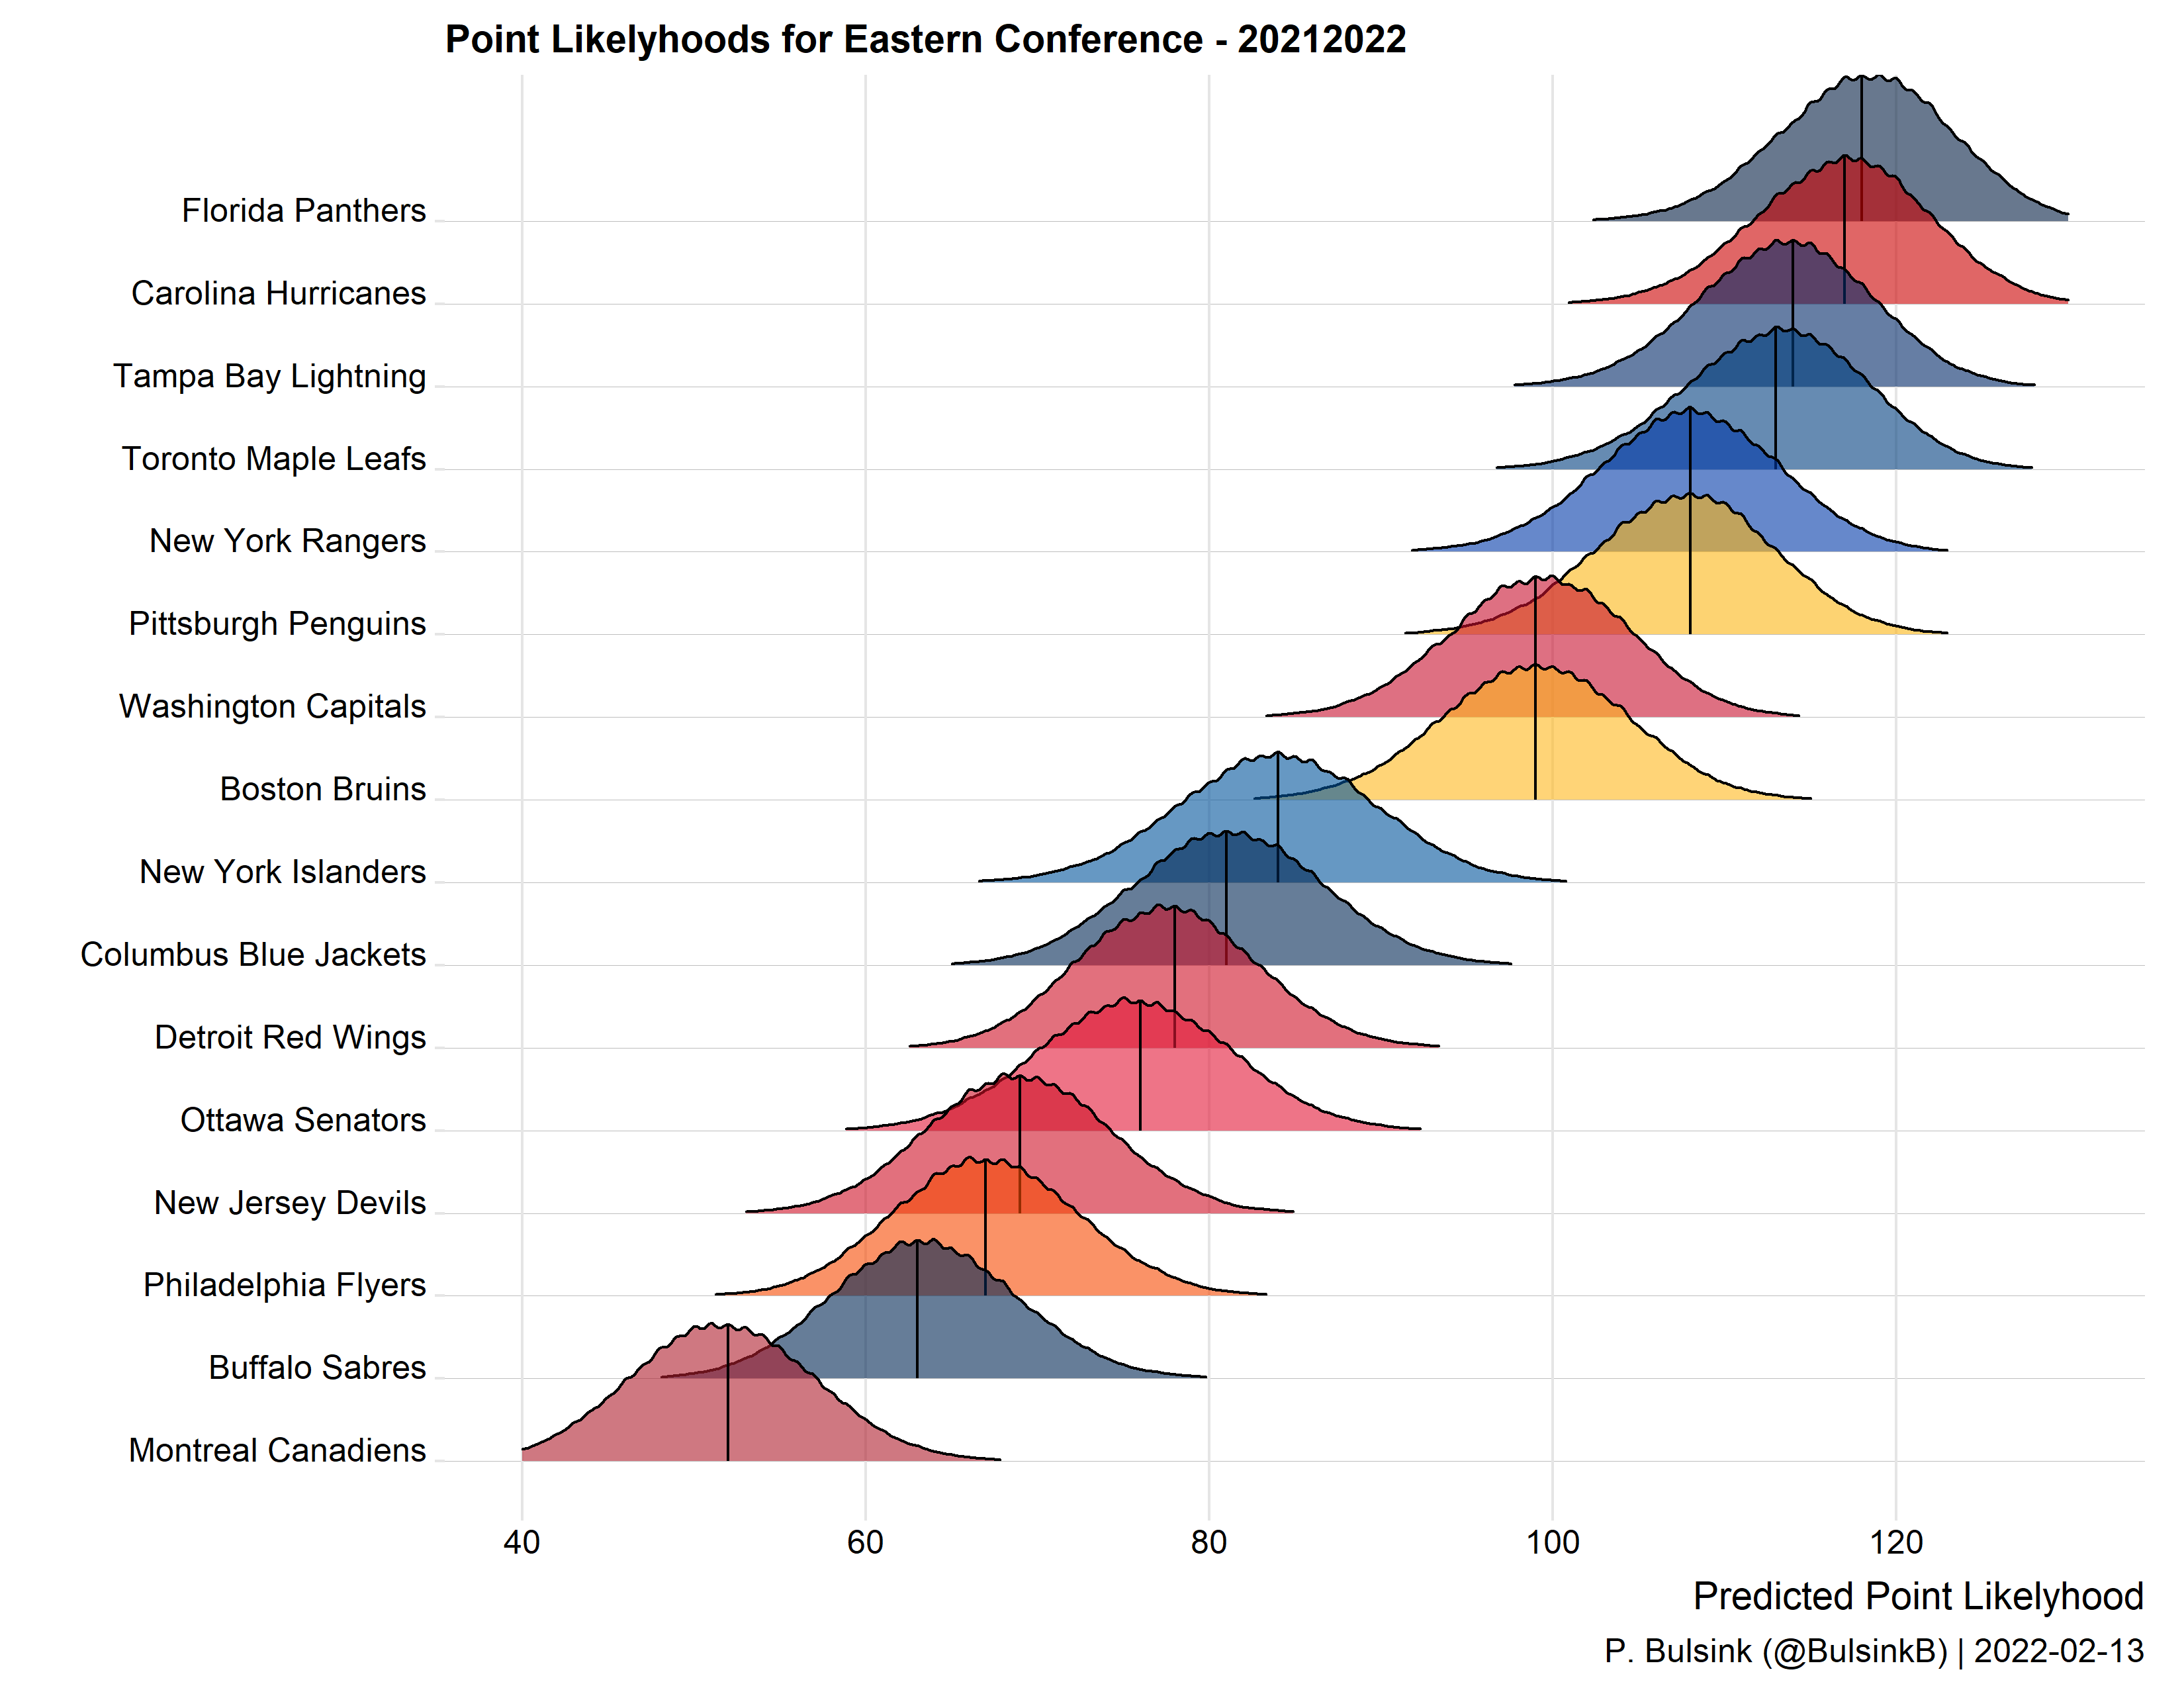 Point Likelyhoods for Eastern Conference - 20212022
Florida Panthers
Carolina Hurricanes
Tampa Bay Lightning
Toronto Maple Leafs
New York Rangers
Pittsburgh Penguins
Washington Capitals
Boston Bruins
New York Islanders
Columbus Blue Jackets
Detroit Red Wings
Ottawa Senators
New Jersey Devils
Philadelphia Flyers
Buffalo Sabres
Montreal Canadiens
40 60 80 100 120
Predicted Point Likelyhood
P. Bulsink (@BulsinkB) | 2022-02-13